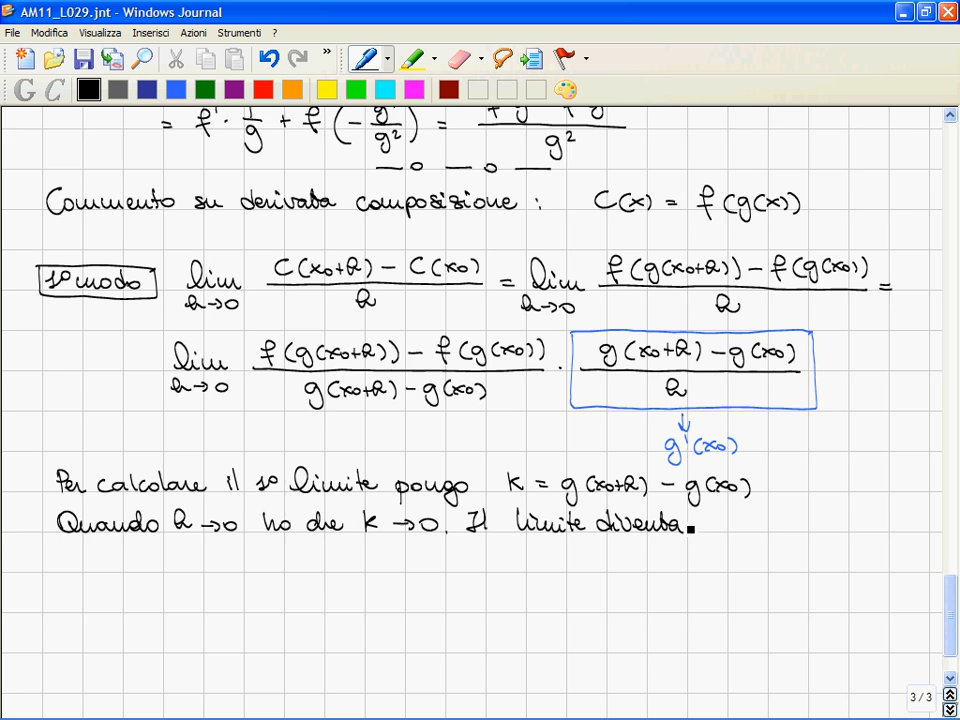 AM11_L029.jnt - Windows Journal
File Modifica Visualizza Inserisci Azioni Strumenti ?
= f' · 1/g + f (- g'/g²) = f'g - fg'/g²
— o — o —
Commento su derivata composizione : C(x) = f(g(x))
1° modo lim h→0 C(x0+h) - C(x0) / h = lim h→0 f(g(x0+h)) - f(g(x0)) / h =
lim h→0 f(g(x0+h)) - f(g(x0)) / g(x0+h) - g(x0) · g(x0+h) - g(x0) / h
↓
g'(x0)
Per calcolare il 1° limite pongo k = g(x0+h) - g(x0)
Quando h→0 ho che k→0. Il limite diventa
3 / 3